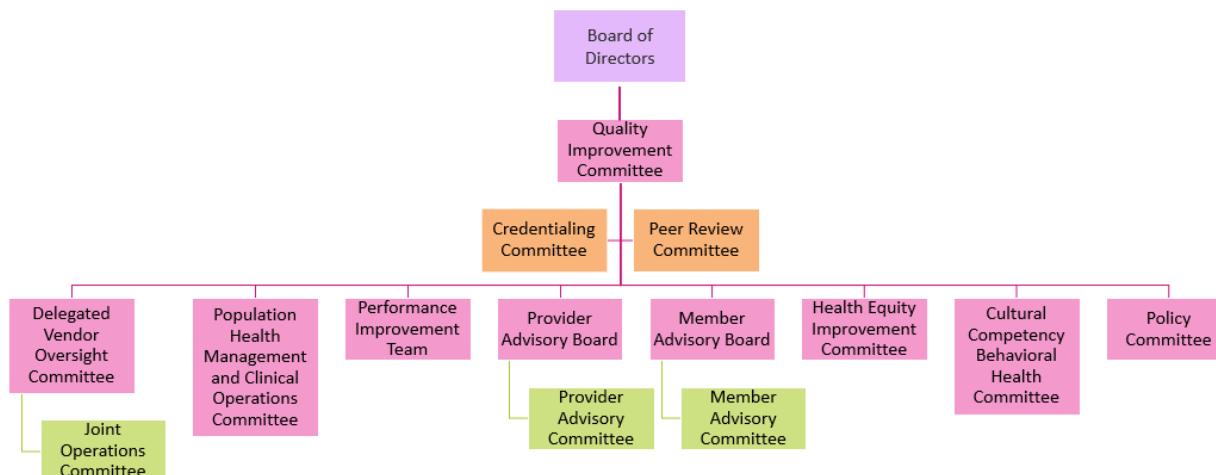 Board of
Directors
Quality
Improvement
Committee
Credentialing
Committee
Peer Review
Committee
Delegated
Vendor
Oversight
Committee
Population
Health
Management
and Clinical
Operations
Committee
Performance
Improvement
Team
Provider
Advisory Board
Member
Advisory Board
Health Equity
Improvement
Committee
Cultural
Competency
Behavioral
Health
Committee
Policy
Committee
Joint
Operations
Committee
Provider
Advisory
Committee
Member
Advisory
Committee